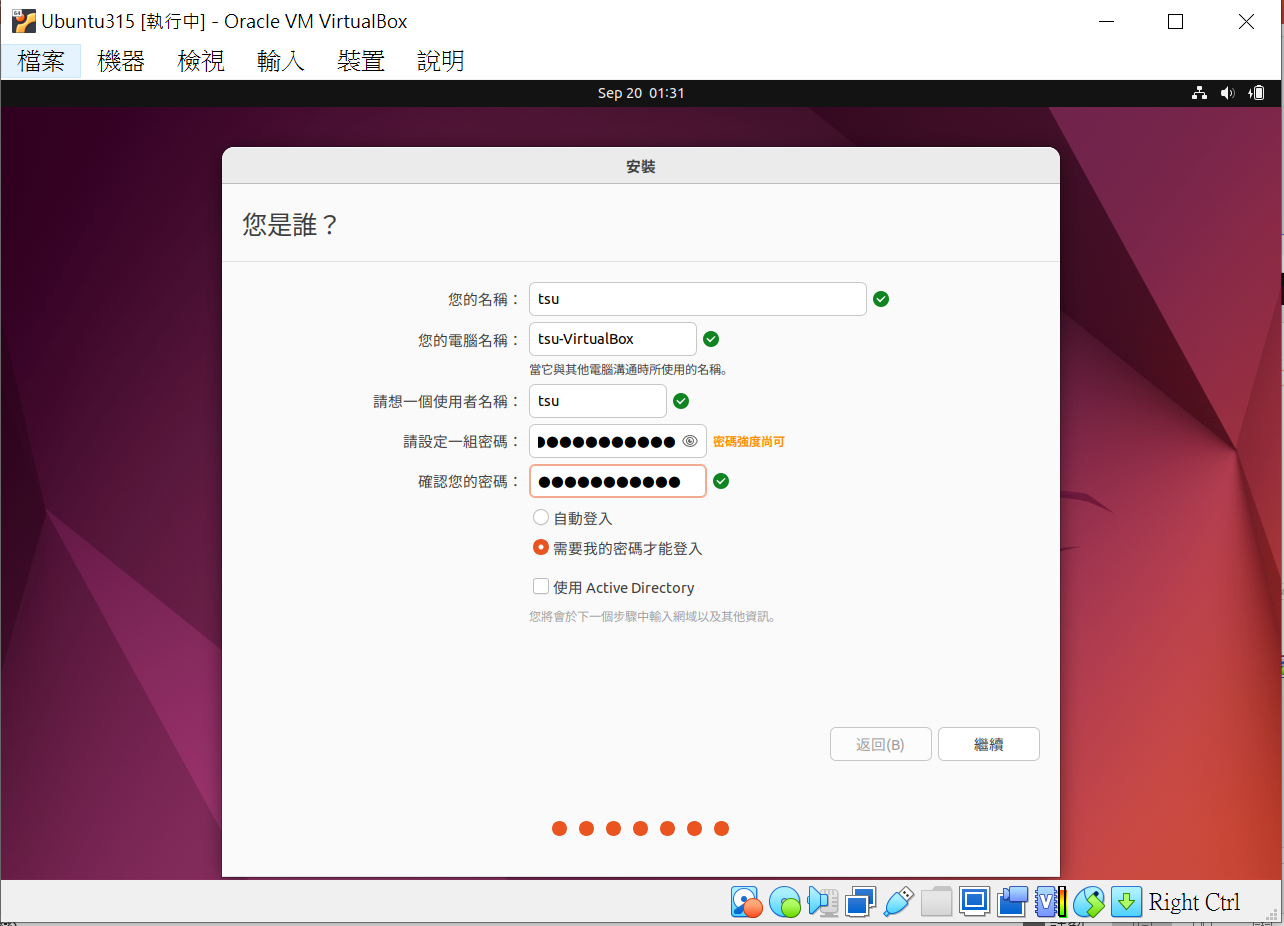 Ubuntu315 [執行中] - Oracle VM VirtualBox
檔案 機器 檢視 輸入 裝置 說明
Sep 20 01:31
安裝
您是誰？
您的名稱： tsu
您的電腦名稱： tsu-VirtualBox
當它與其他電腦溝通時所使用的名稱。
請想一個使用者名稱： tsu
請設定一組密碼： ●●●●●●●●●●● 密碼強度尚可
確認您的密碼： ●●●●●●●●●●●
自動登入
需要我的密碼才能登入
使用 Active Directory
您將會於下一個步驟中輸入網域以及其他資訊。
返回(B) 繼續
Right Ctrl